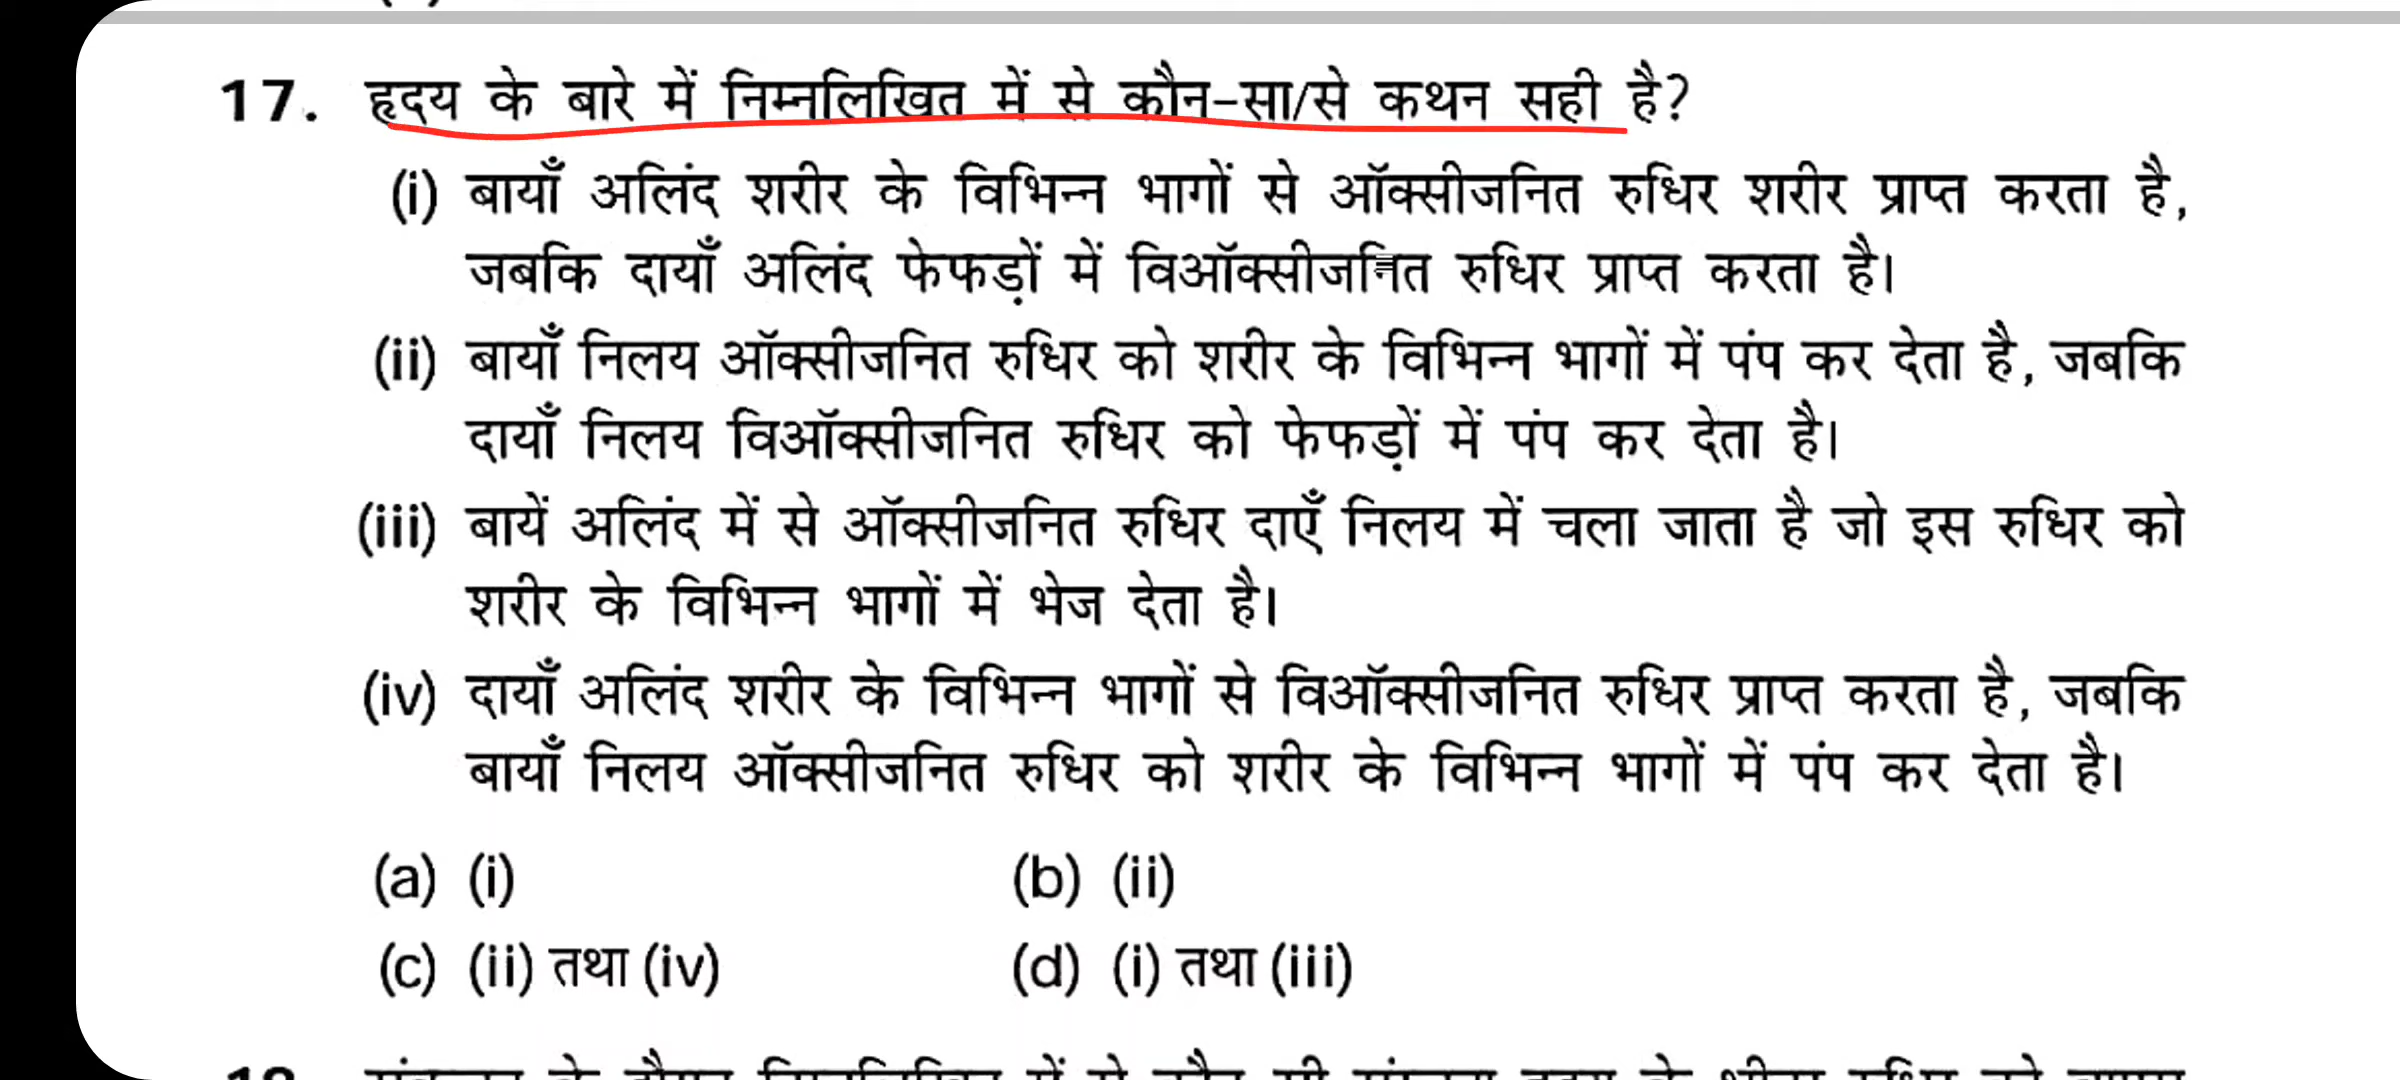 17. हृदय के बारे में निम्नलिखित में से कौन-सा/से कथन सही है?
(i) बायाँ अलिंद शरीर के विभिन्न भागों से ऑक्सीजनित रुधिर शरीर प्राप्त करता है,
जबकि दायाँ अलिंद फेफड़ों में विऑक्सीजनित रुधिर प्राप्त करता है।
(ii) बायाँ निलय ऑक्सीजनित रुधिर को शरीर के विभिन्न भागों में पंप कर देता है, जबकि
दायाँ निलय विऑक्सीजनित रुधिर को फेफड़ों में पंप कर देता है।
(iii) बायें अलिंद में से ऑक्सीजनित रुधिर दाएँ निलय में चला जाता है जो इस रुधिर को
शरीर के विभिन्न भागों में भेज देता है।
(iv) दायाँ अलिंद शरीर के विभिन्न भागों से विऑक्सीजनित रुधिर प्राप्त करता है, जबकि
बायाँ निलय ऑक्सीजनित रुधिर को शरीर के विभिन्न भागों में पंप कर देता है।
(a) (i) (b) (ii)
(c) (ii) तथा (iv) (d) (i) तथा (iii)